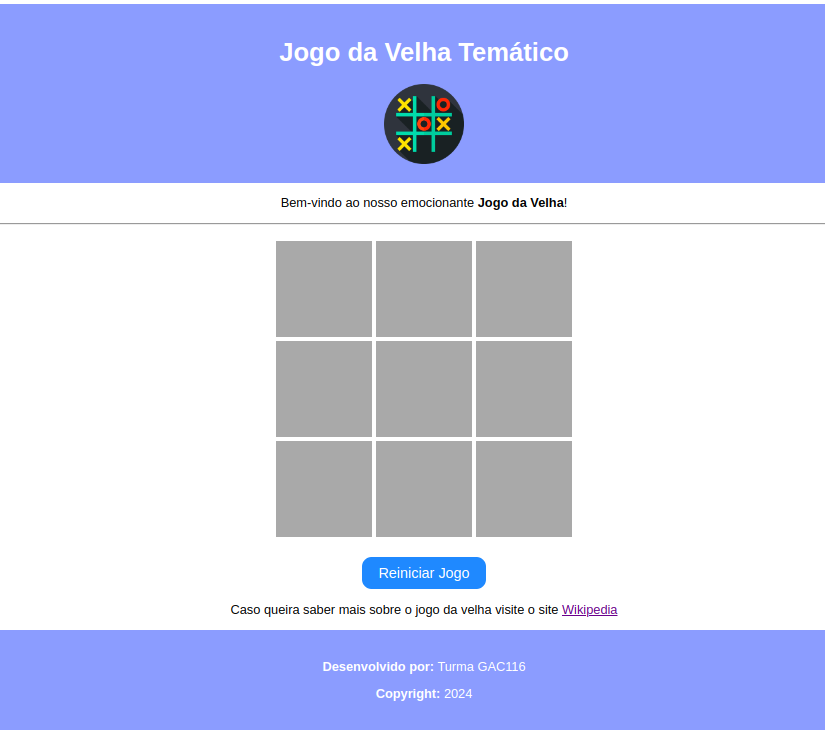 Jogo da Velha Temático
Bem-vindo ao nosso emocionante Jogo da Velha!
Reiniciar Jogo
Caso queira saber mais sobre o jogo da velha visite o site Wikipedia
Desenvolvido por: Turma GAC116
Copyright: 2024